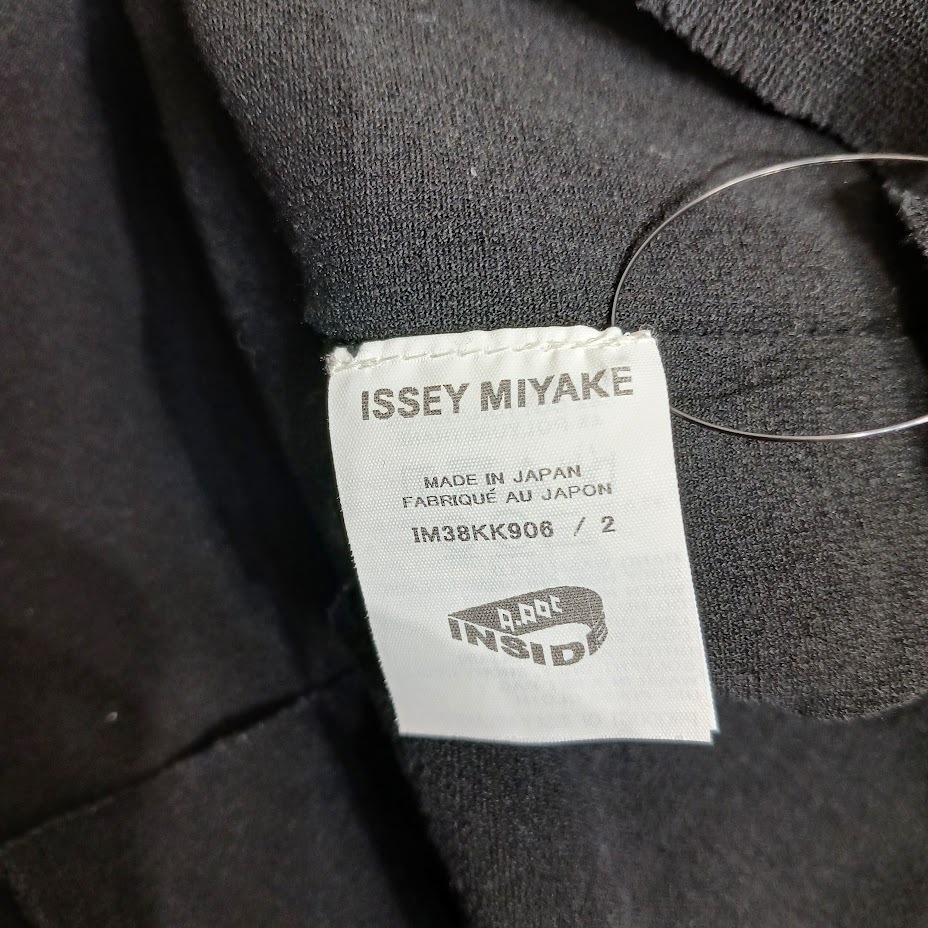 ISSEY MIYAKE
MADE IN JAPAN
FABRIQUÉ AU JAPON
IM38KK906 / 2
A-POC
INSIDE